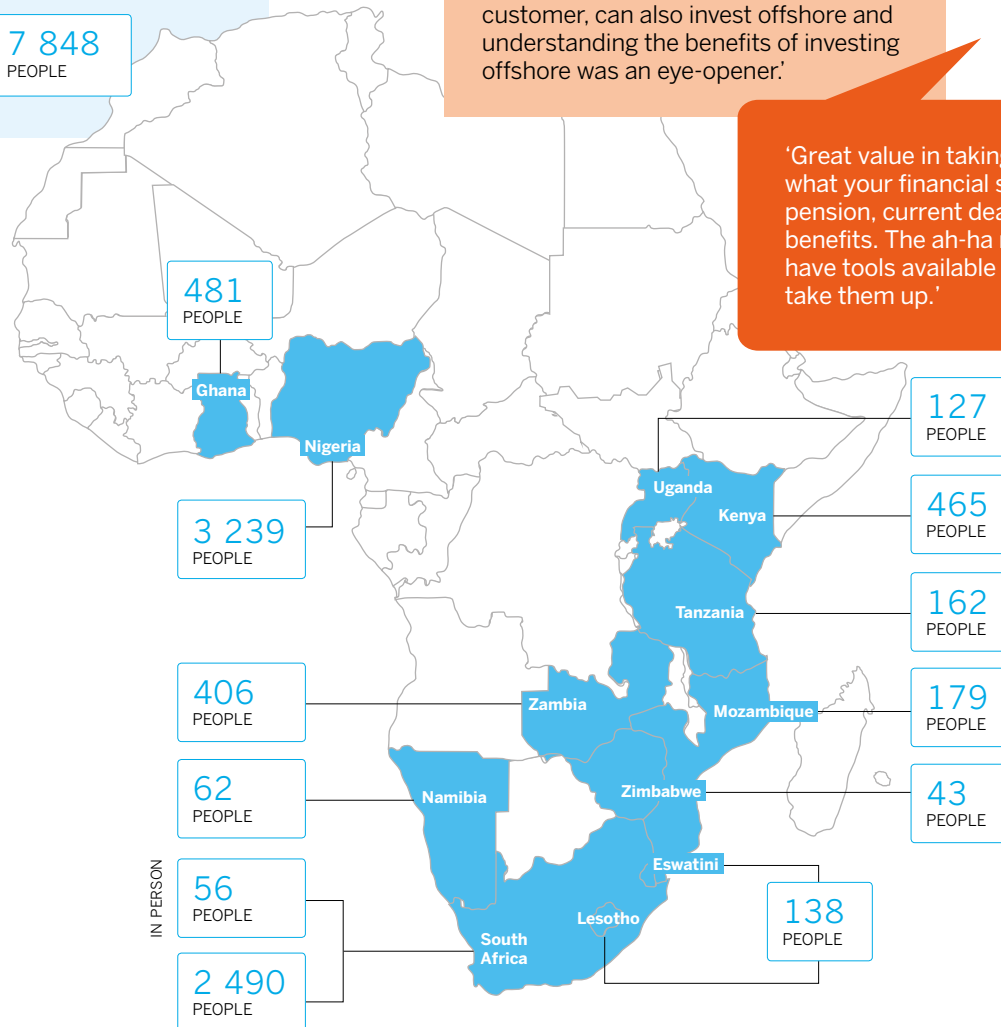 7 848
PEOPLE
customer, can also invest offshore and
understanding the benefits of investing
offshore was an eye-opener.’
‘Great value in taking
what your financial s
pension, current dea
benefits. The ah-ha
have tools available
take them up.’
481
PEOPLE
Ghana
Nigeria
3 239
PEOPLE
127
PEOPLE
Uganda
Kenya
465
PEOPLE
Tanzania
162
PEOPLE
406
PEOPLE
Zambia
Mozambique
179
PEOPLE
62
PEOPLE
Namibia
Zimbabwe
43
PEOPLE
IN PERSON
56
PEOPLE
Eswatini
Lesotho
138
PEOPLE
South
Africa
2 490
PEOPLE